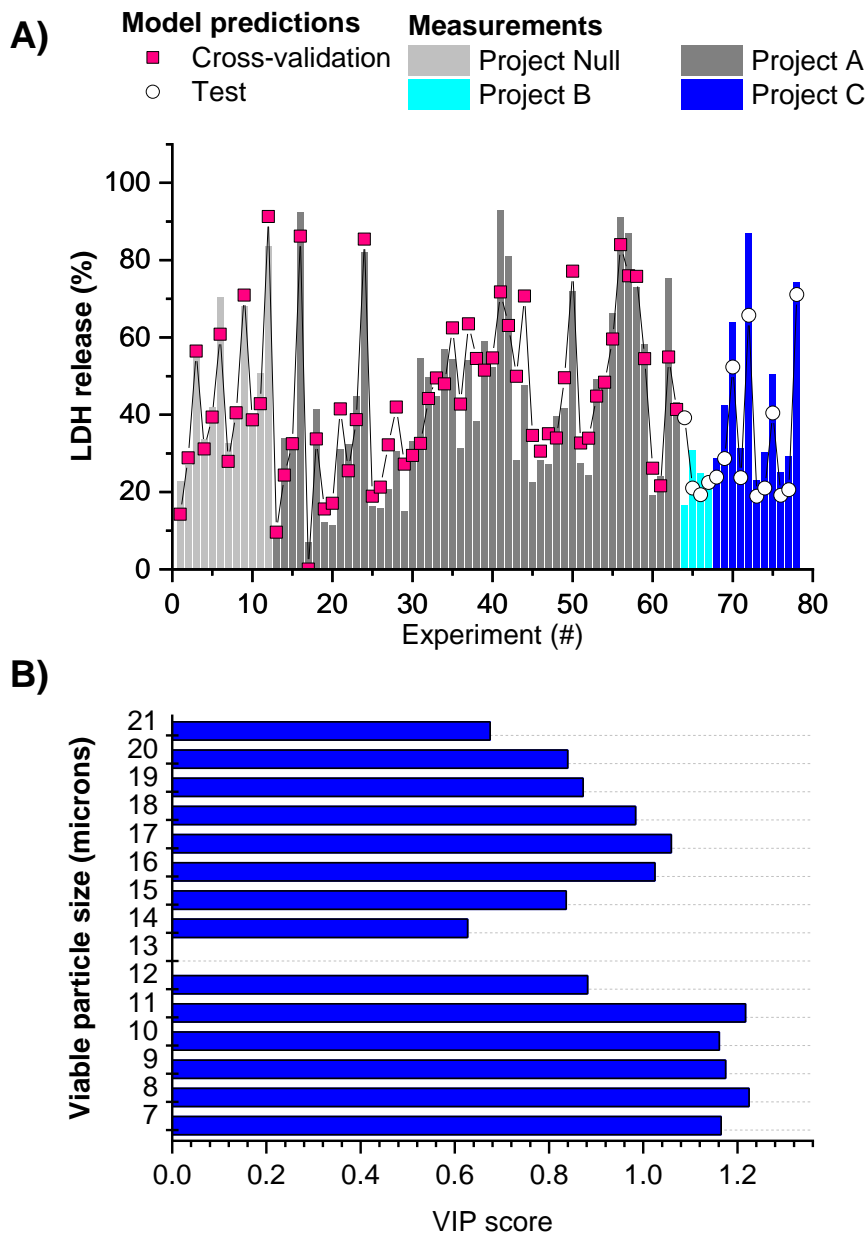 A)
Model predictions
Cross-validation
Test
Measurements
Project Null
Project A
Project B
Project C
LDH release (%)
100
80
60
40
20
0
0 10 20 30 40 50 60 70 80
Experiment (#)
B)
Viable particle size (microns)
21
20
19
18
17
16
15
14
13
12
11
10
9
8
7
0.0 0.2 0.4 0.6 0.8 1.0 1.2
VIP score